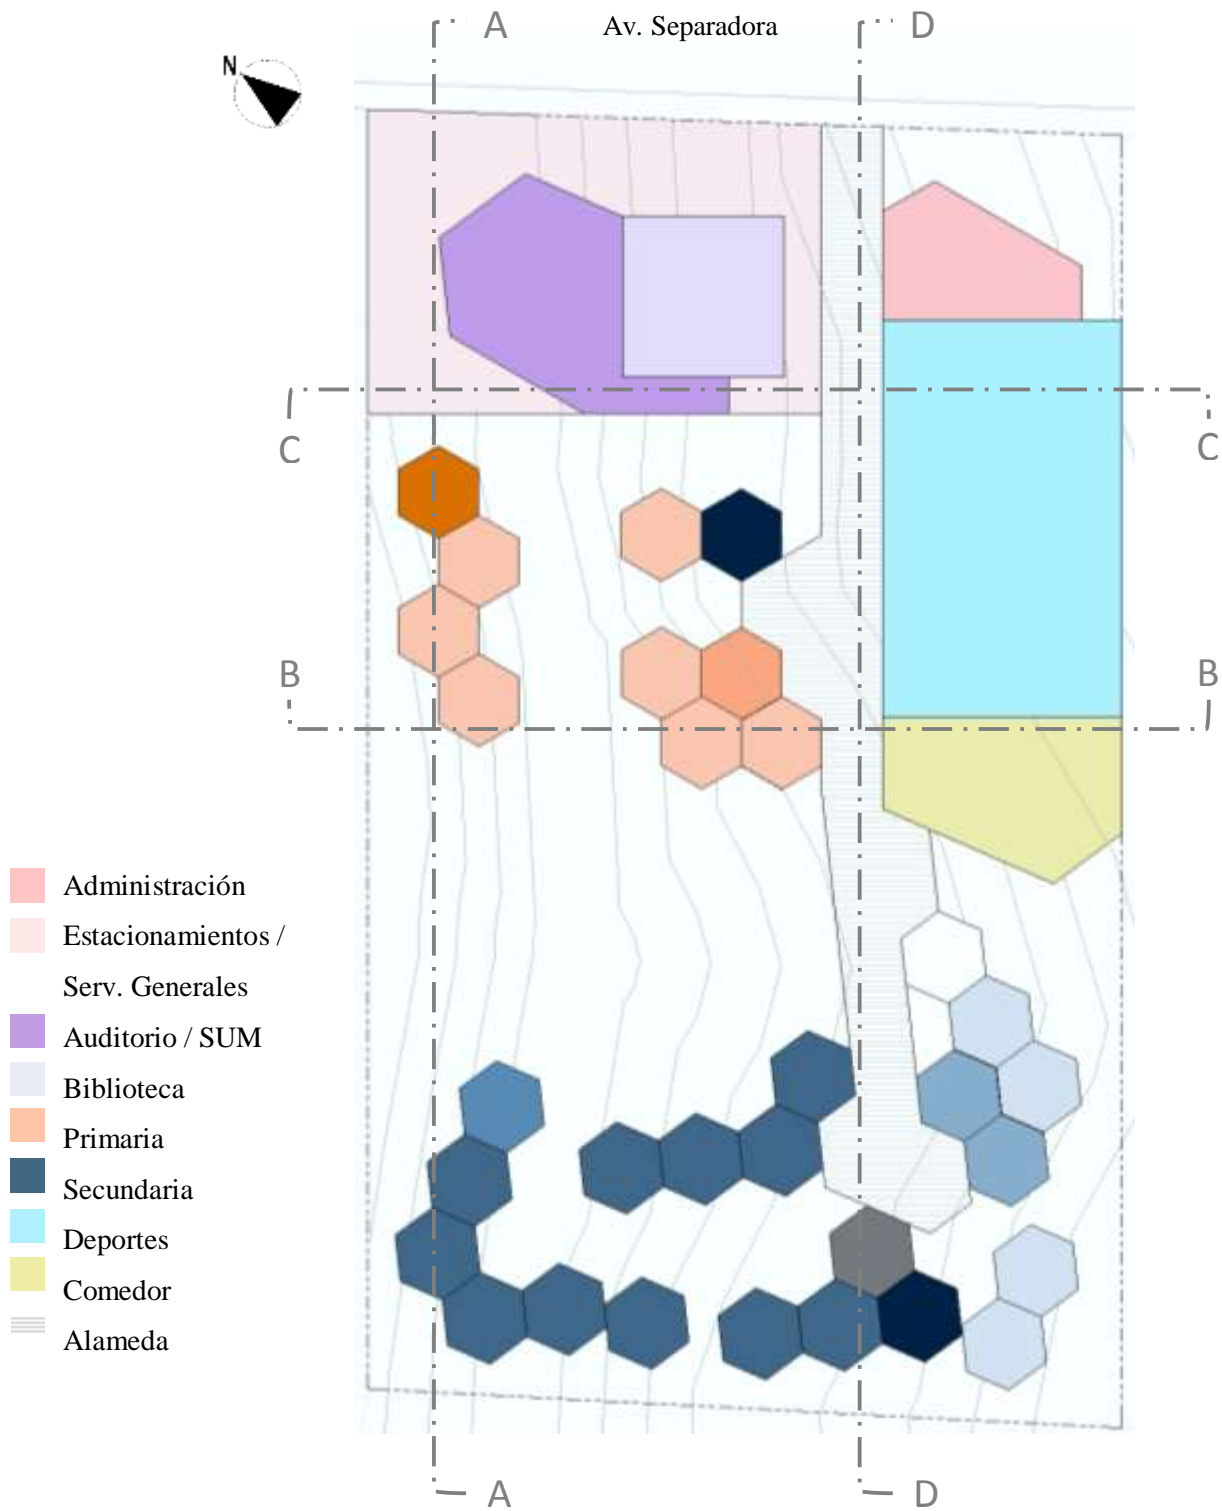 A
Av. Separadora
D
N
C
C
B
B
Administración
Estacionamientos /
Serv. Generales
Auditorio / SUM
Biblioteca
Primaria
Secundaria
Deportes
Comedor
Alameda
A
D